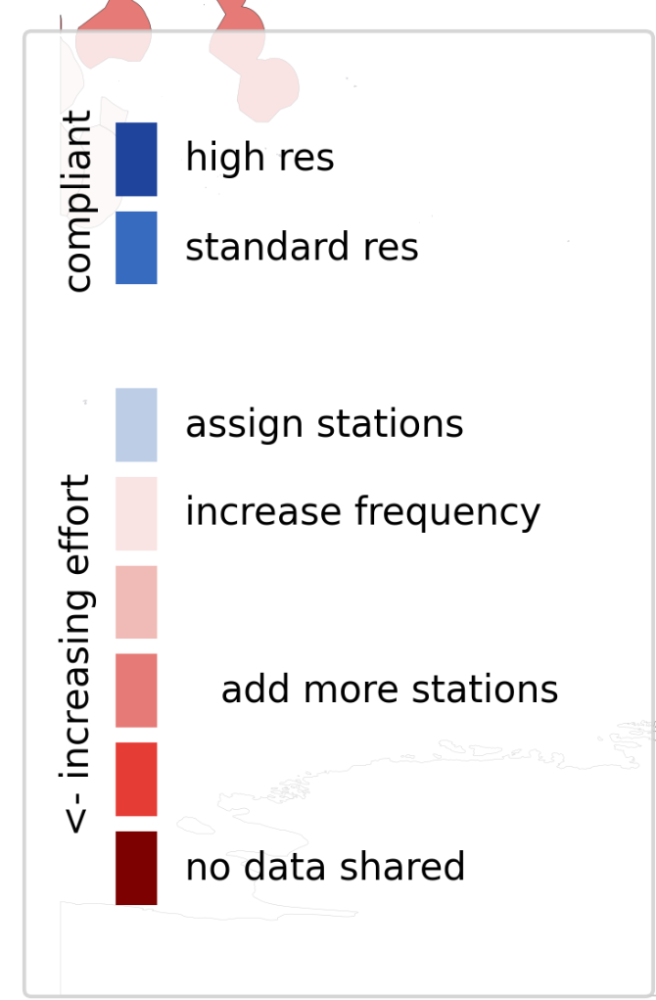 compliant
high res
standard res
<- increasing effort
assign stations
increase frequency
add more stations
no data shared